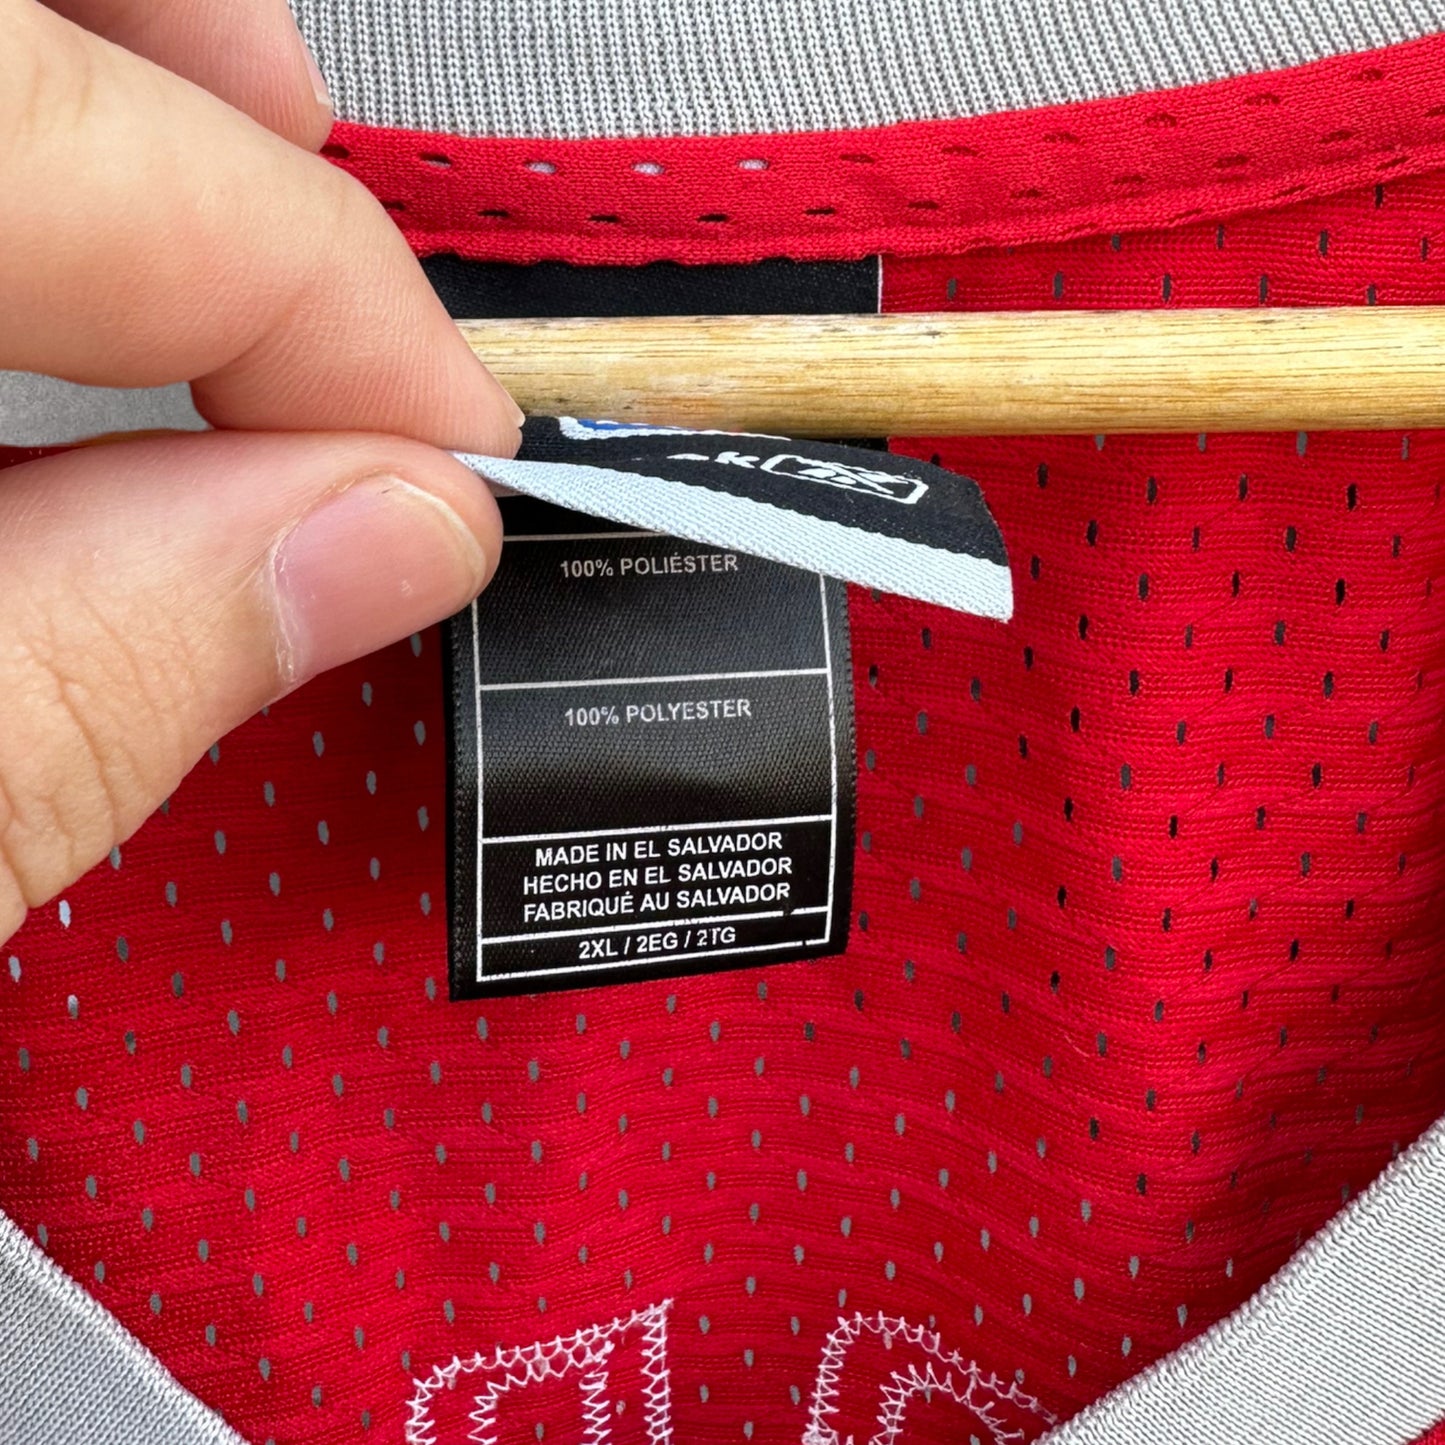 100% POLIÉSTER
100% POLYESTER
MADE IN EL SALVADOR
HECHO EN EL SALVADOR
FABRIQUÉ AU SALVADOR
2XL / 2EG / 2TG